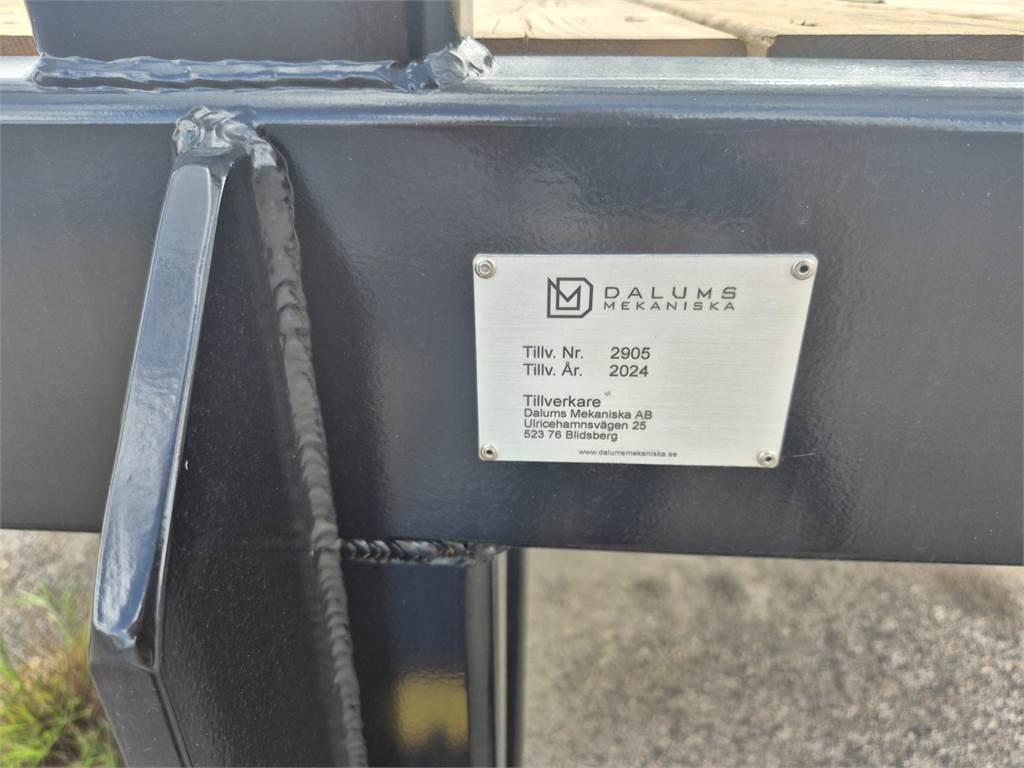 DALUMS
MEKANISKA
Tillv. Nr. 2905
Tillv. År. 2024
Tillverkare
Dalums Mekaniska AB
Ulricehamnsvägen 25
523 76 Blidsberg
www.dalumsmekaniska.se